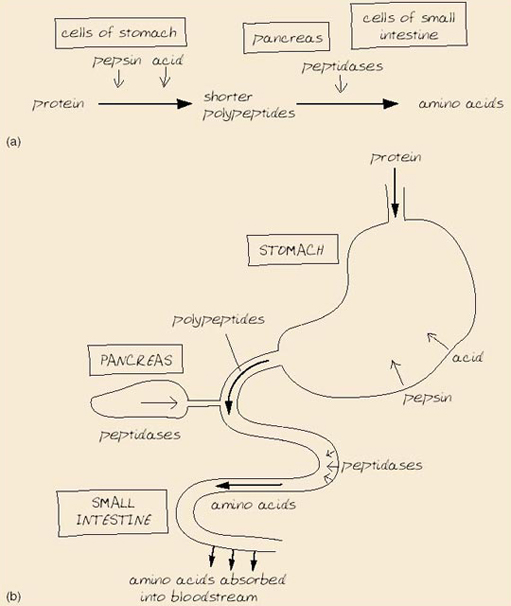 cells of stomach
pancreas
cells of small
intestine
pepsin acid
peptidases
protein
shorter
polypeptides
amino acids
(a)
protein
STOMACH
polypeptides
PANCREAS
acid
pepsin
peptidases
peptidases
amino acids
SMALL
INTESTINE
amino acids absorbed
into bloodstream
(b)